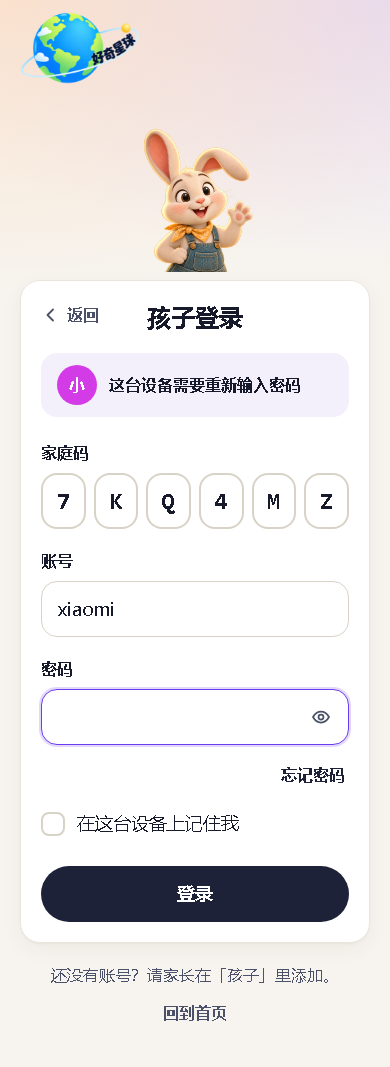 好奇星球
返回
孩子登录
小
这台设备需要重新输入密码
家庭码
7 K Q 4 M Z
账号
xiaomi
密码
忘记密码
在这台设备上记住我
登录
还没有账号？请家长在「孩子」里添加。
回到首页